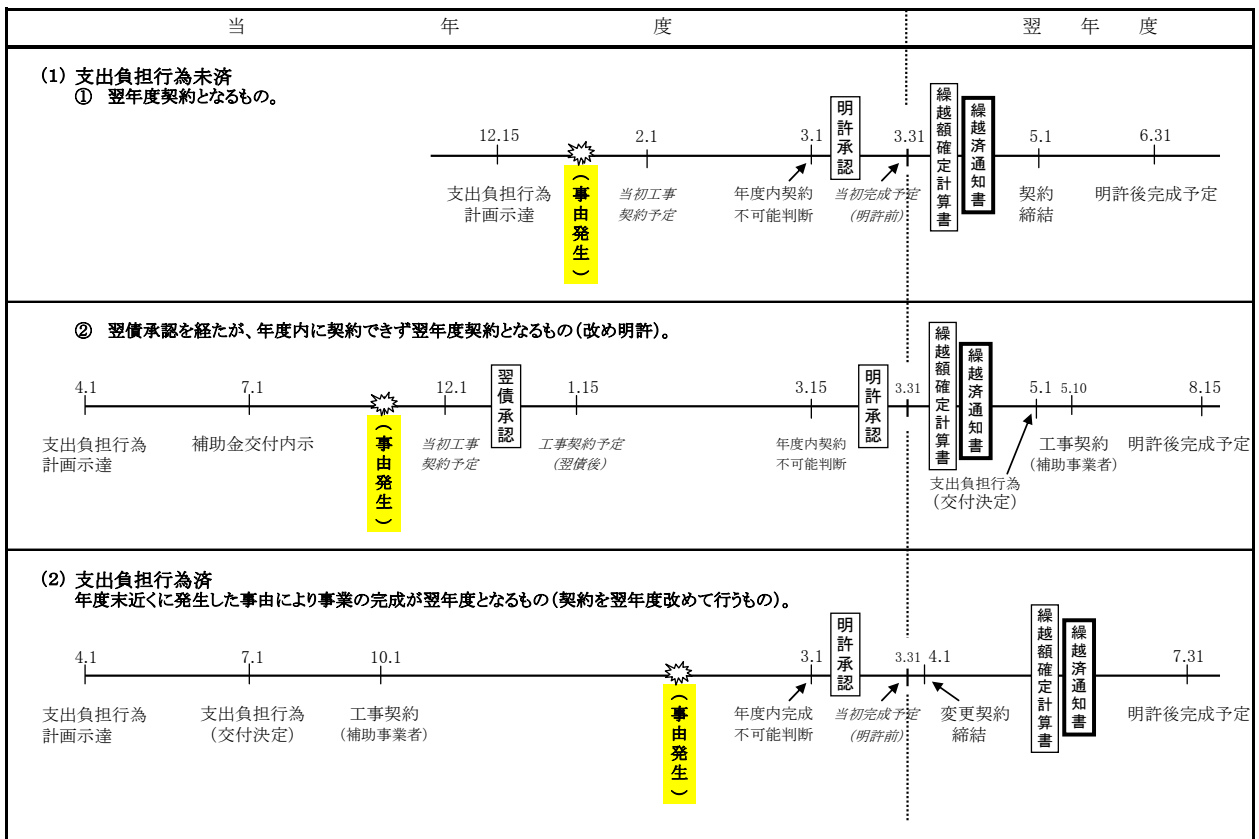 当　年　度　翌　年　度
(1) 支出負担行為未済
① 翌年度契約となるもの。
12.15
2.1
3.1
明許承認
3.31
繰越額確定計算書
繰越済通知書
5.1
6.31
支出負担行為
計画示達
(事由発生)
当初工事
契約予定
年度内契約
不可能判断
当初完成予定
(明許前)
契約
締結
明許後完成予定
② 翌債承認を経たが、年度内に契約できず翌年度契約となるもの(改め明許)。
4.1
7.1
12.1
翌債承認
1.15
3.15
明許承認
3.31
繰越額確定計算書
繰越済通知書
5.1
5.10
8.15
支出負担行為
計画示達
補助金交付内示
(事由発生)
当初工事
契約予定
工事契約予定
(翌債後)
年度内契約
不可能判断
支出負担行為
(交付決定)
工事契約
(補助事業者)
明許後完成予定
(2) 支出負担行為済
年度末近くに発生した事由により事業の完成が翌年度となるもの(契約を翌年度改めて行うもの)。
4.1
7.1
10.1
3.1
明許承認
3.31
4.1
繰越額確定計算書
繰越済通知書
7.31
支出負担行為
計画示達
支出負担行為
(交付決定)
工事契約
(補助事業者)
(事由発生)
年度内完成
不可能判断
当初完成予定
(明許前)
変更契約
締結
明許後完成予定